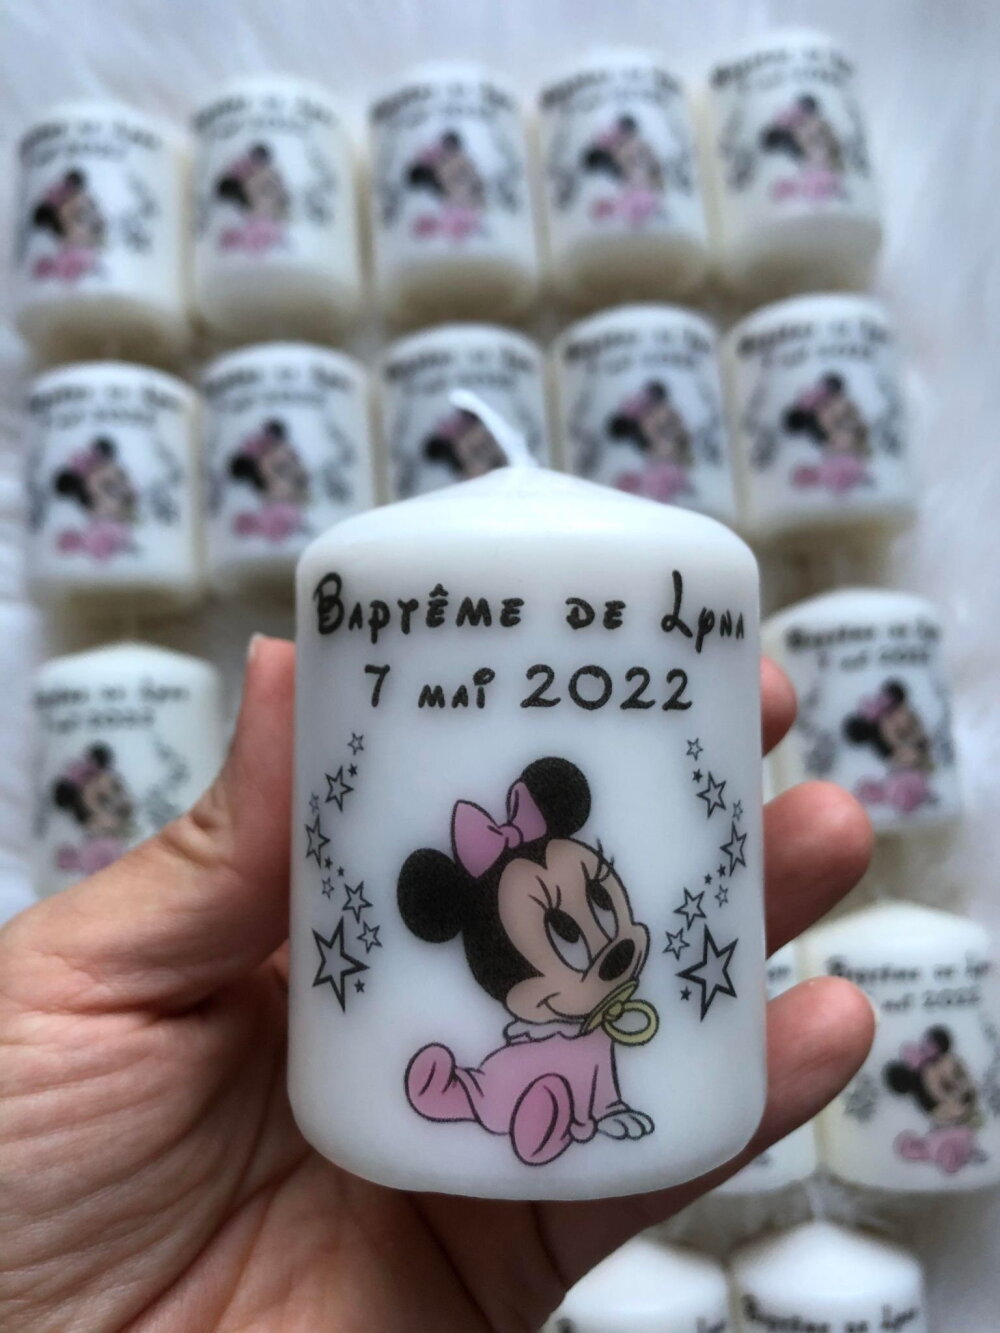 Baptême de Lyna
7 mai 2022